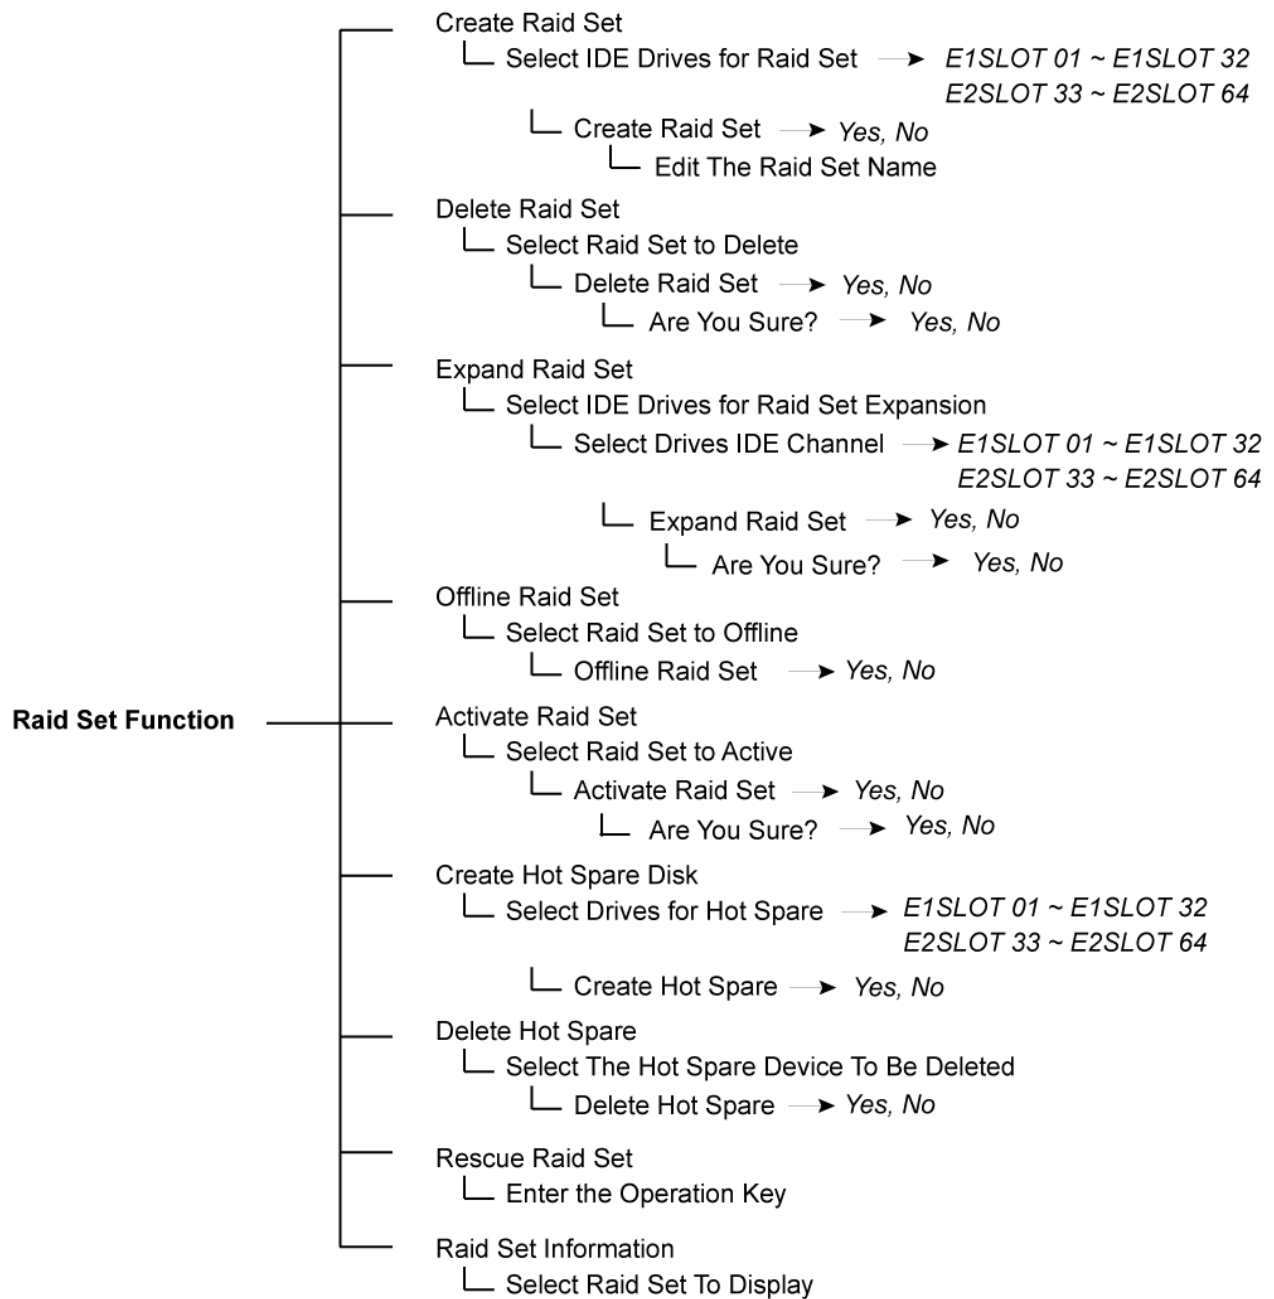 Create Raid Set
Select IDE Drives for Raid Set E1SLOT 01 ~ E1SLOT 32
E2SLOT 33 ~ E2SLOT 64
Create Raid Set Yes, No
Edit The Raid Set Name
Delete Raid Set
Select Raid Set to Delete
Delete Raid Set Yes, No
Are You Sure? Yes, No
Expand Raid Set
Select IDE Drives for Raid Set Expansion
Select Drives IDE Channel E1SLOT 01 ~ E1SLOT 32
E2SLOT 33 ~ E2SLOT 64
Expand Raid Set Yes, No
Are You Sure? Yes, No
Offline Raid Set
Select Raid Set to Offline
Offline Raid Set Yes, No
Raid Set Function
Activate Raid Set
Select Raid Set to Active
Activate Raid Set Yes, No
Are You Sure? Yes, No
Create Hot Spare Disk
Select Drives for Hot Spare E1SLOT 01 ~ E1SLOT 32
E2SLOT 33 ~ E2SLOT 64
Create Hot Spare Yes, No
Delete Hot Spare
Select The Hot Spare Device To Be Deleted
Delete Hot Spare Yes, No
Rescue Raid Set
Enter the Operation Key
Raid Set Information
Select Raid Set To Display